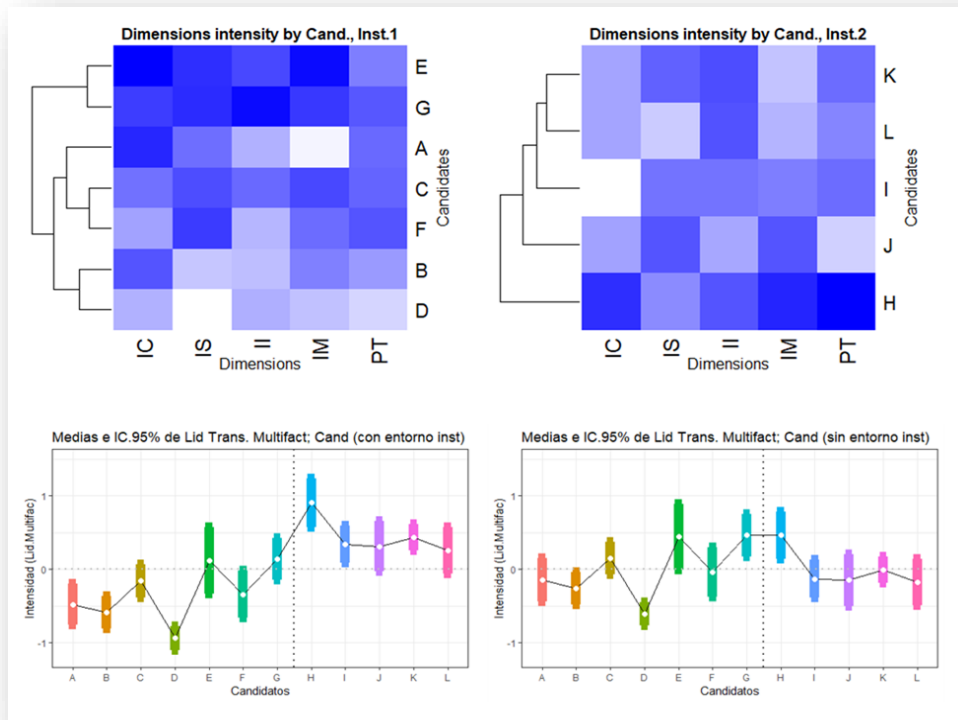 Dimensions intensity by Cand., Inst.1
E
G
A
C
F
B
D
Candidates
IC IS II IM PT
Dimensions
Dimensions intensity by Cand., Inst.2
K
L
I
J
H
Candidates
IC IS II IM PT
Dimensions
Medias e IC.95% de Lid Trans. Multifact; Cand (con entorno inst)
Intensidad (Lid.Multifac)
1
0
-1
A B C D E F G H I J K L
Candidatos
Medias e IC.95% de Lid Trans. Multifact; Cand (sin entorno inst)
Intensidad (Lid.Multifac)
1
0
-1
A B C D E F G H I J K L
Candidatos